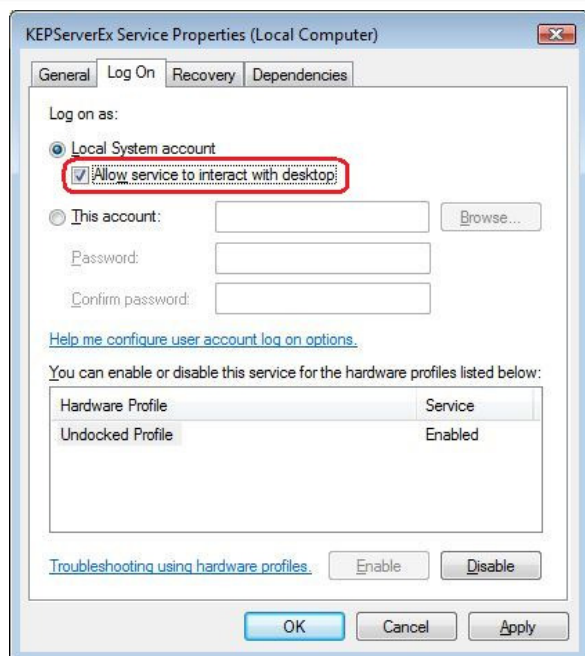 KEPServerEx Service Properties (Local Computer)
General Log On Recovery Dependencies
Log on as:
Local System account
Allow service to interact with desktop
This account: Browse...
Password:
Confirm password:
Help me configure user account log on options.
You can enable or disable this service for the hardware profiles listed below:
Hardware Profile Service
Undocked Profile Enabled
Troubleshooting using hardware profiles. Enable Disable
OK Cancel Apply